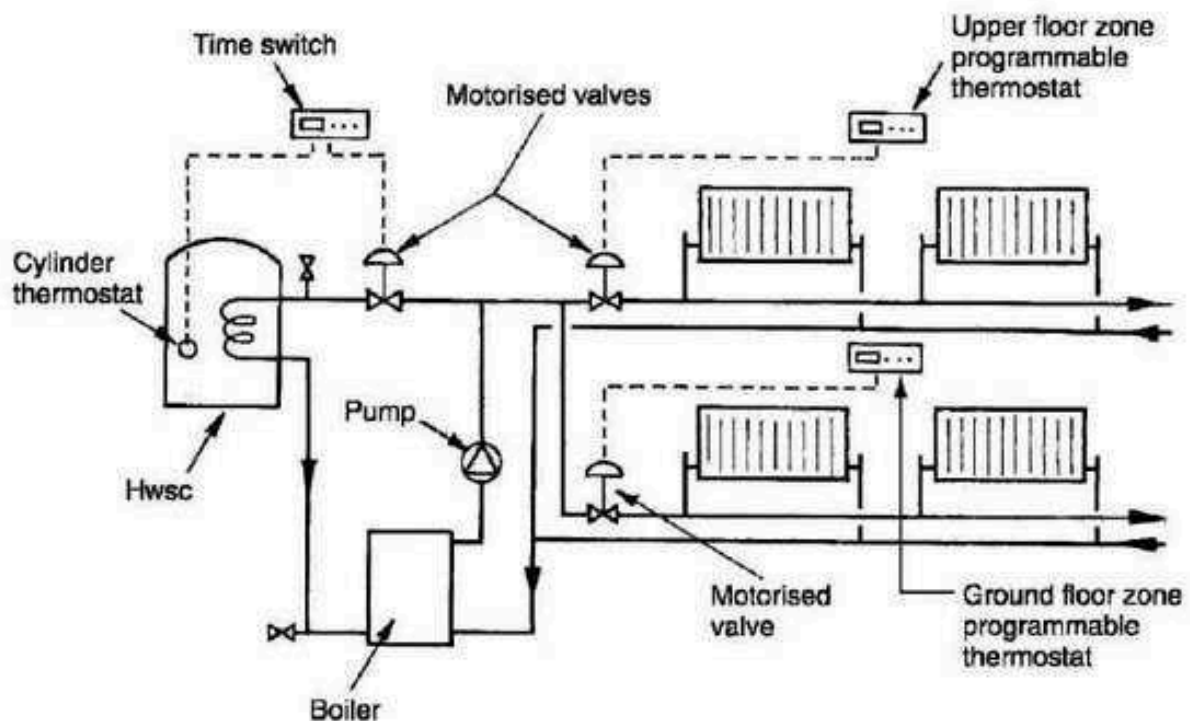 Time switch
Motorised valves
Upper floor zone
programmable
thermostat
Cylinder
thermostat
Pump
Hwsc
Motorised
valve
Ground floor zone
programmable
thermostat
Boiler